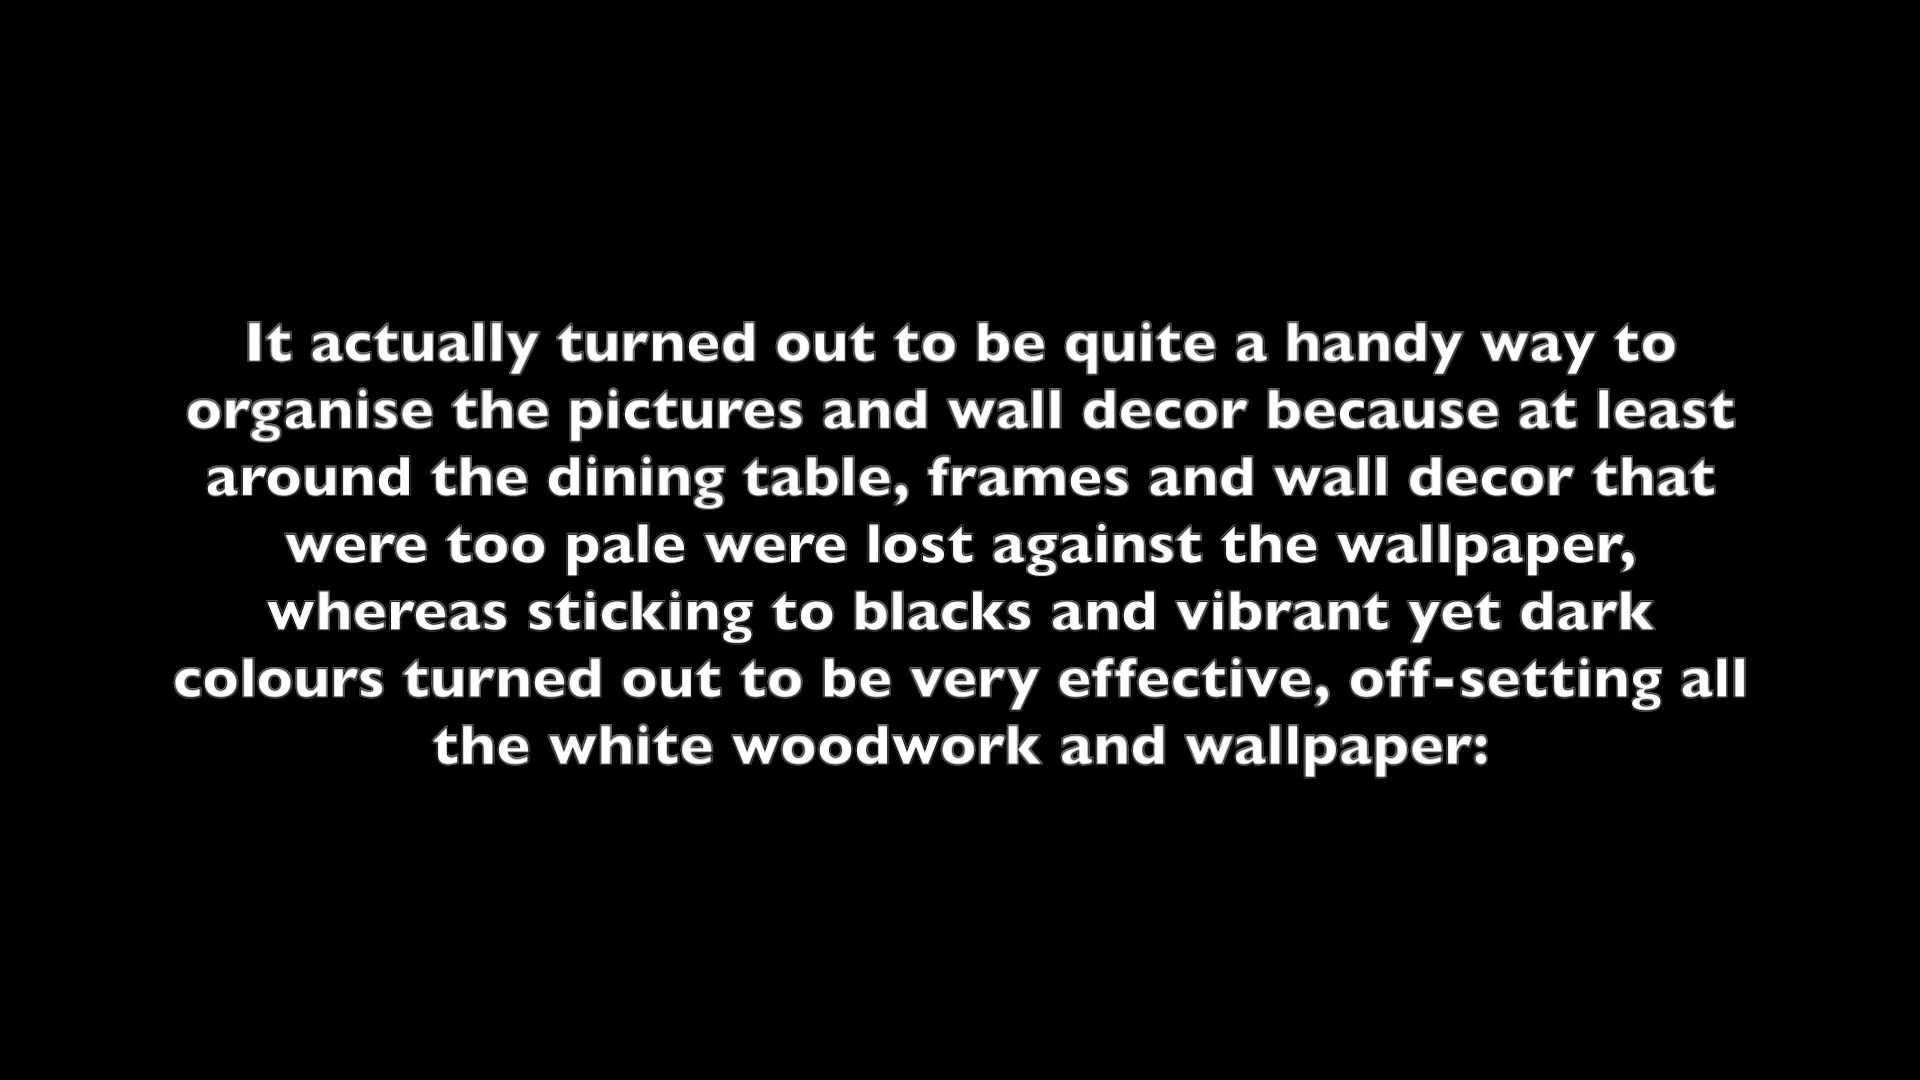 It actually turned out to be quite a handy way to
organise the pictures and wall decor because at least
around the dining table, frames and wall decor that
were too pale were lost against the wallpaper,
whereas sticking to blacks and vibrant yet dark
colours turned out to be very effective, off-setting all
the white woodwork and wallpaper: